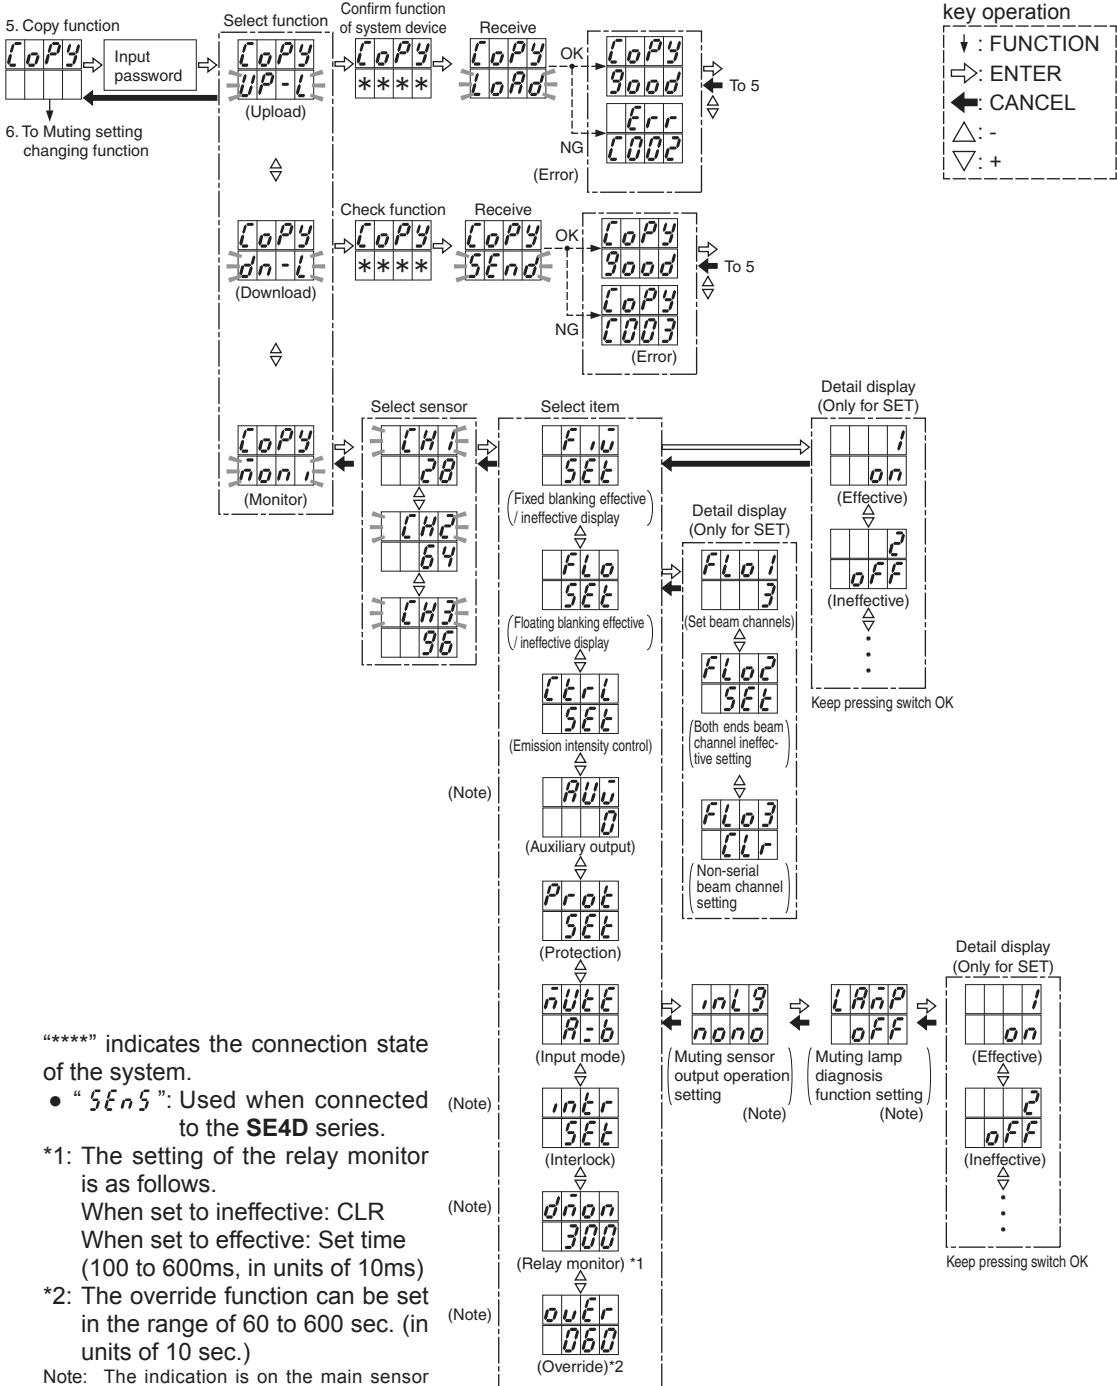 5. Copy function
CoPY
Input
password
6. To Muting setting
changing function
Select function
CoPY
UP-L
(Upload)
CoPY
dn-L
(Download)
CoPY
moni
(Monitor)
Confirm function
of system device
CoPY
****
Receive
CoPY
LoAd
OK
NG
(Error)
CoPY
good
Err
C002
To 5
Check function
CoPY
****
Receive
CoPY
SEnd
OK
NG
CoPY
good
CoPY
C003
(Error)
To 5
key operation
: FUNCTION
: ENTER
: CANCEL
△: -
▽: +
Select sensor
CH1
28
CH2
64
CH3
96
Select item
Fix
SEt
(Fixed blanking effective
/ ineffective display)
FLo
SEt
(Floating blanking effective
/ ineffective display)
CtrL
SEt
(Emission intensity control)
(Note)
AUx
0
(Auxiliary output)
Prot
SEt
(Protection)
mUtE
A=b
(Input mode)
(Note)
intr
SEt
(Interlock)
(Note)
dmon
300
(Relay monitor) *1
(Note)
ovEr
060
(Override)*2
Detail display
(Only for SET)
FLo1
3
(Set beam channels)
FLo2
SEt
(Both ends beam
channel ineffec-
tive setting)
FLo3
CLr
(Non-serial
beam channel
setting)
Detail display
(Only for SET)
1
on
(Effective)
2
oFF
(Ineffective)
Keep pressing switch OK
inL9
nono
(Muting sensor
output operation
setting)
(Note)
LAmP
oFF
(Muting lamp
diagnosis
function setting)
(Note)
Detail display
(Only for SET)
1
on
(Effective)
2
oFF
(Ineffective)
Keep pressing switch OK
“****” indicates the connection state
of the system.
● “ SEnS ”: Used when connected
to the SE4D series.
*1: The setting of the relay monitor
is as follows.
When set to ineffective: CLR
When set to effective: Set time
(100 to 600ms, in units of 10ms)
*2: The override function can be set
in the range of 60 to 600 sec. (in
units of 10 sec.)
Note: The indication is on the main sensor